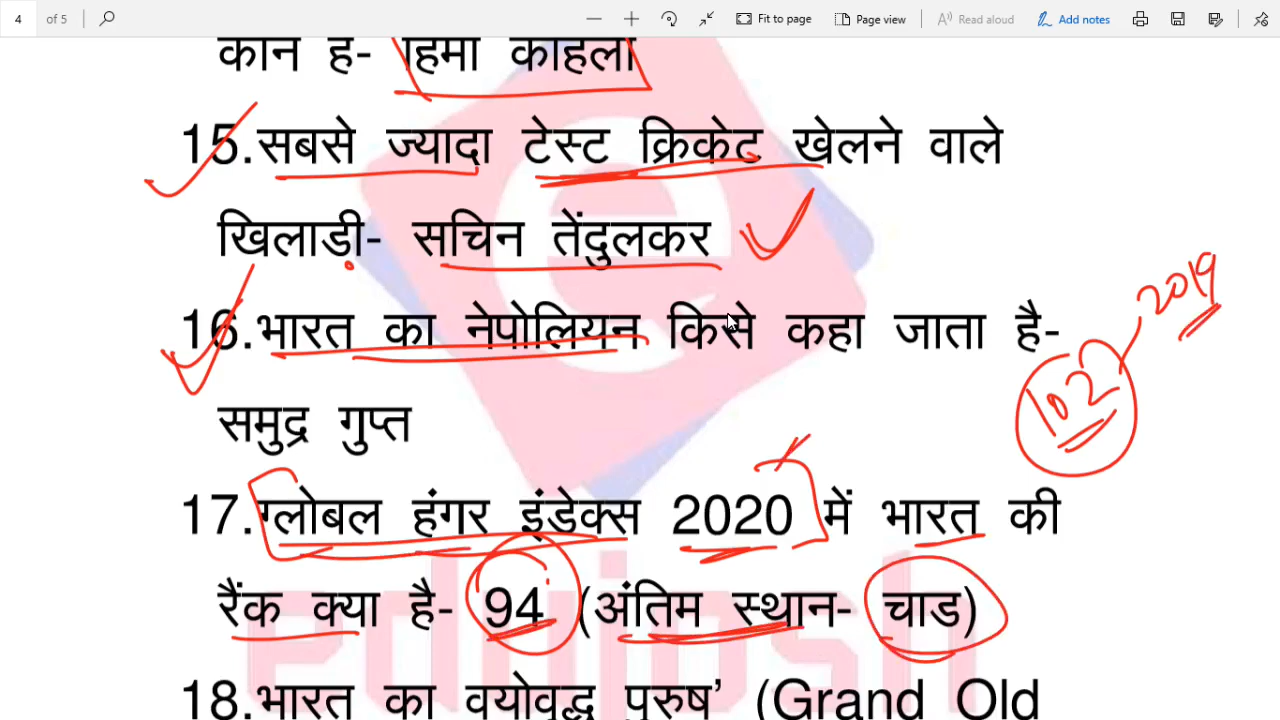 4 of 5 Fit to page Page view Read aloud Add notes
कौन है- हिमा कोहली
15.सबसे ज्यादा टेस्ट क्रिकेट खेलने वाले
खिलाडी- सचिन तेंदुलकर
2019
16.भारत का नेपोलियन किसे कहा जाता है-
102
समुद्र गुप्त
17.ग्लोबल हंगर इंडेक्स 2020 में भारत की
रैंक क्या है- 94 (अंतिम स्थान- चाड)
18.भारत का वयोवृद्ध पुरुष’ (Grand Old